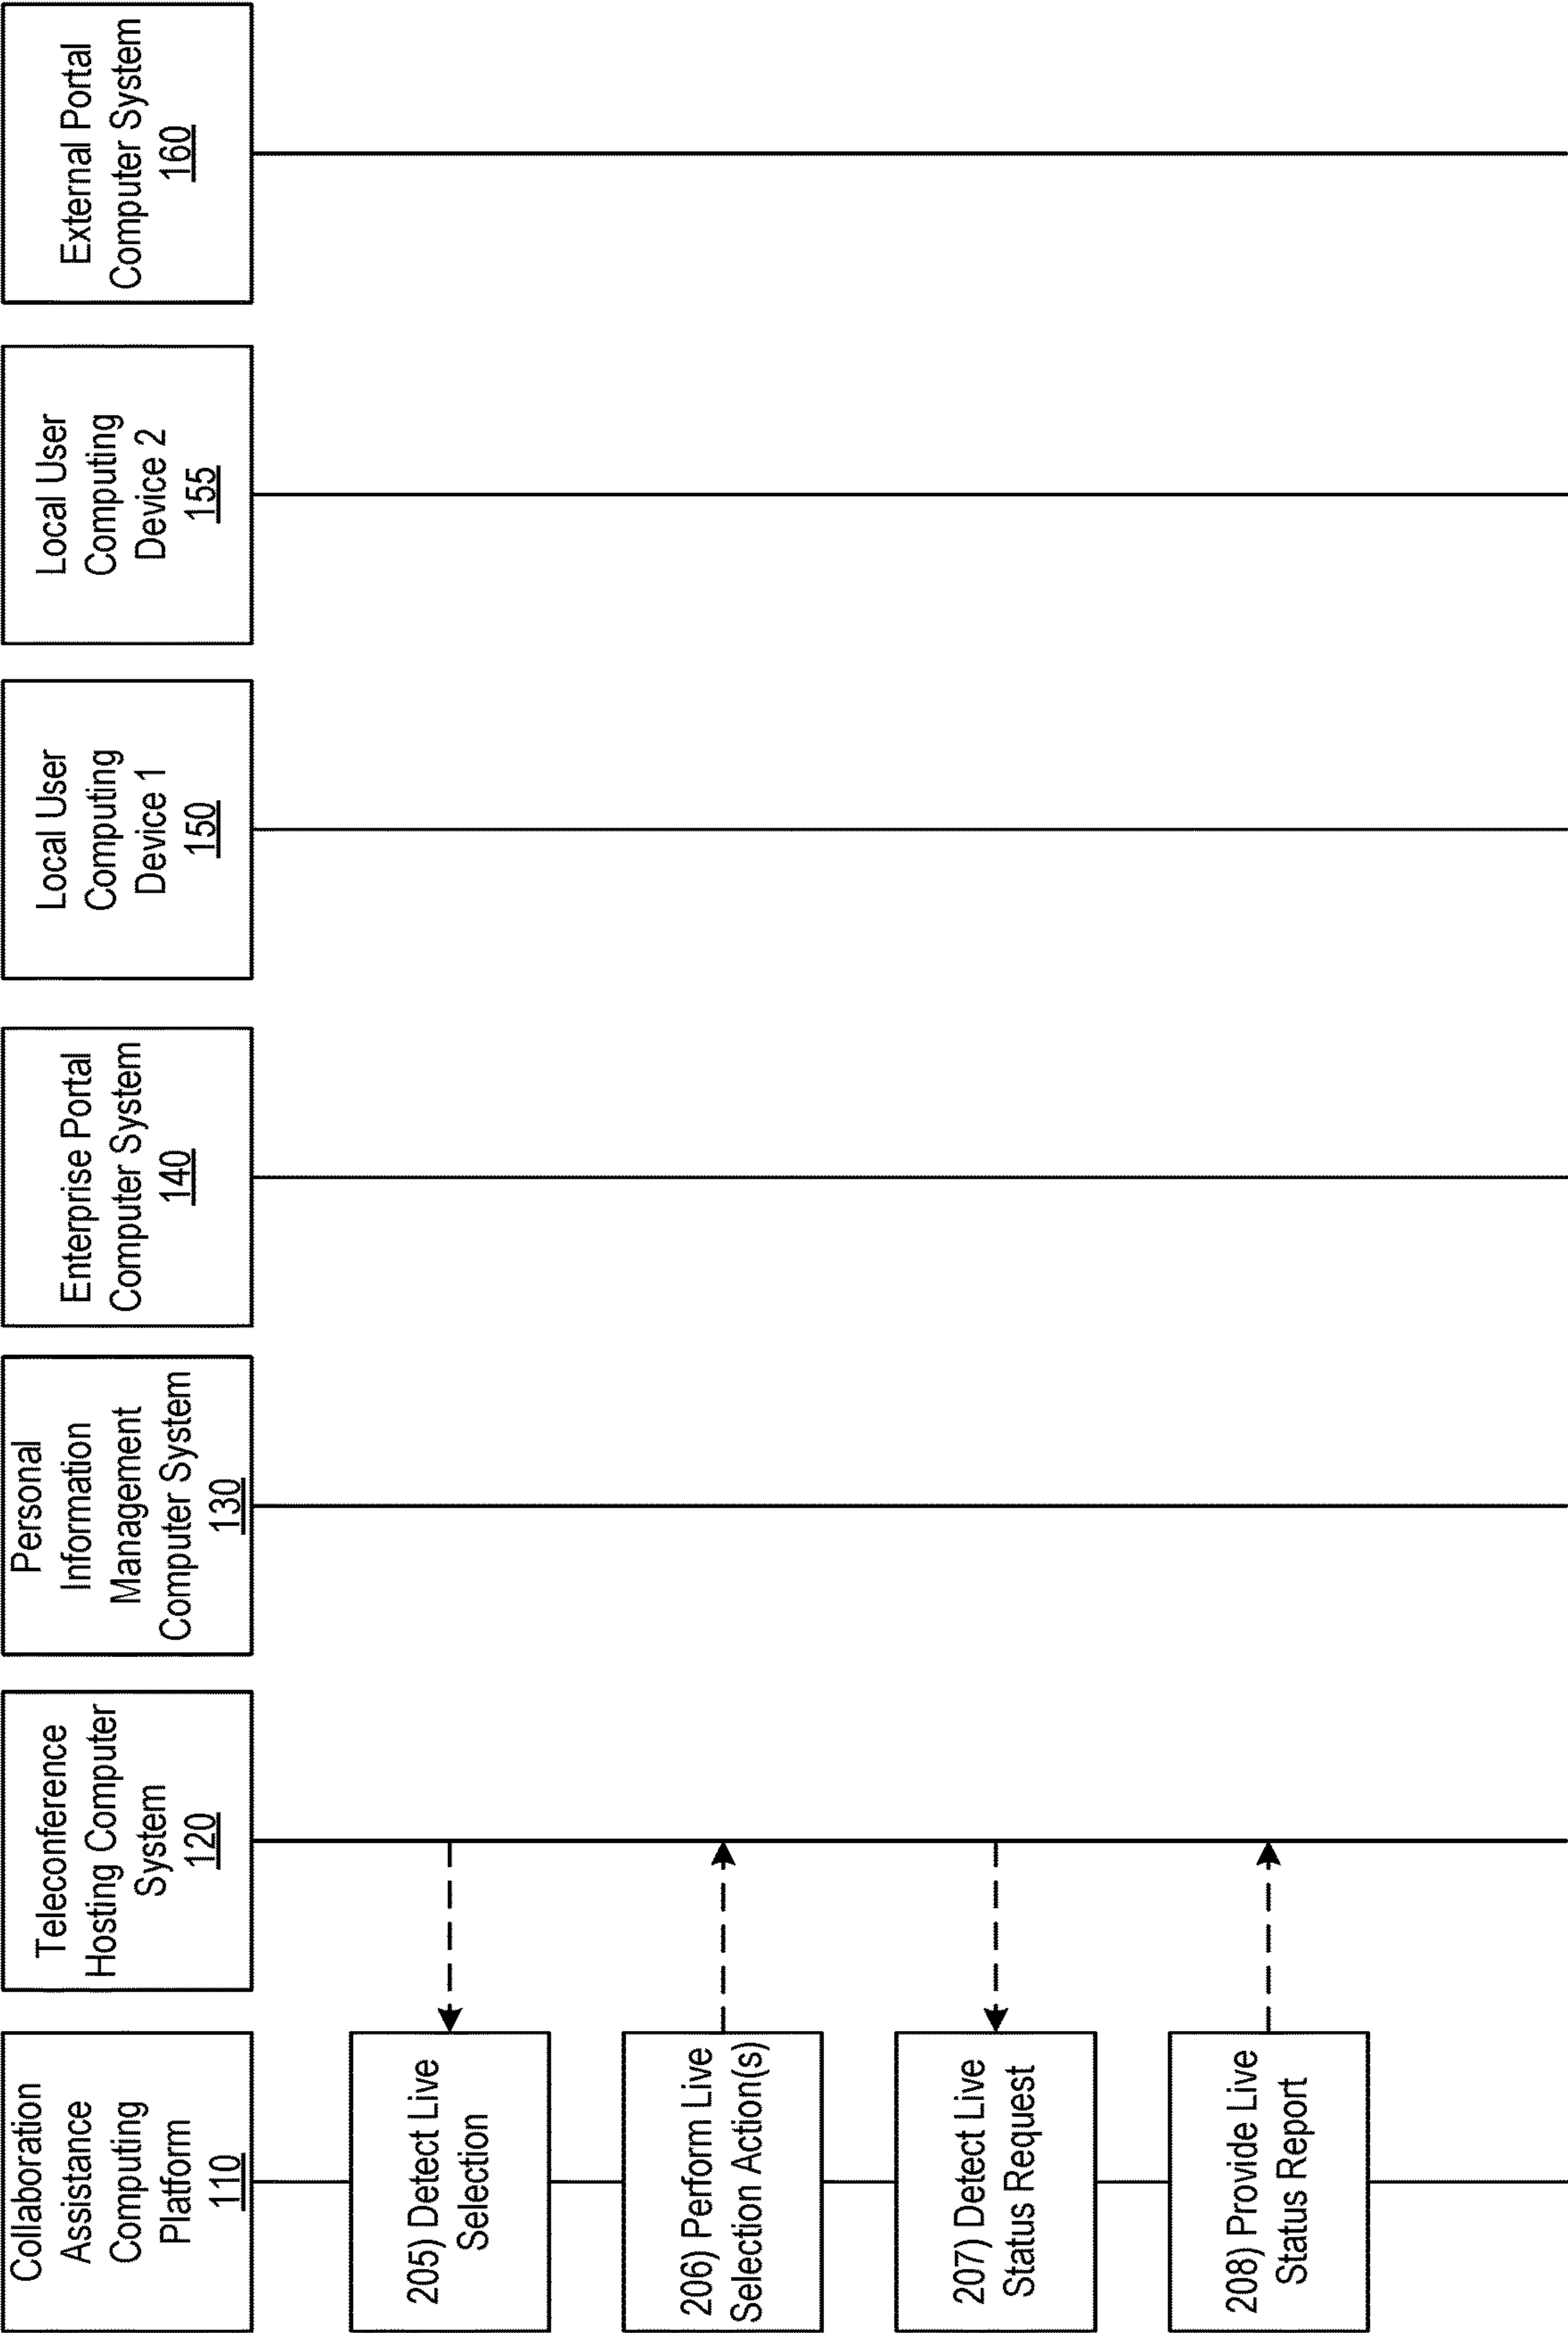 Collaboration
Assistance
Computing
Platform
110
Teleconference
Hosting Computer
System
120
Personal
Information
Management
Computer System
130
Enterprise Portal
Computer System
140
Local User
Computing
Device 1
150
Local User
Computing
Device 2
155
External Portal
Computer System
160
205) Detect Live
Selection
206) Perform Live
Selection Action(s)
207) Detect Live
Status Request
208) Provide Live
Status Report